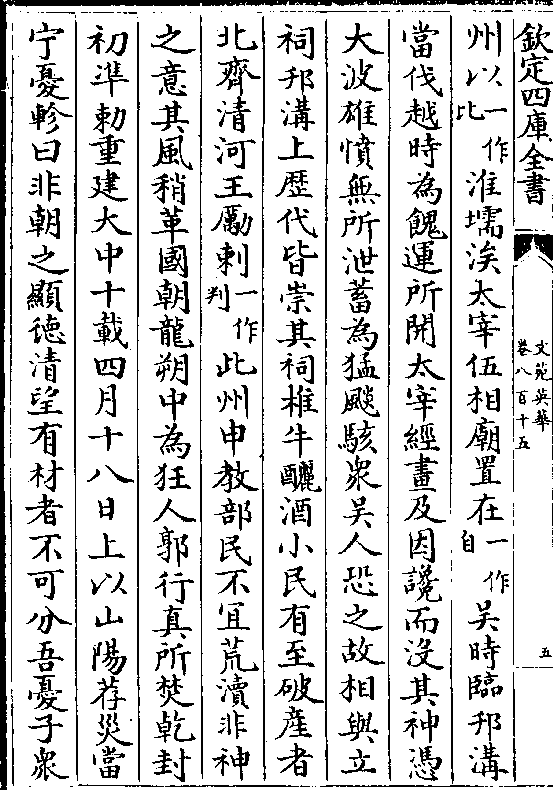 欽定四庫全書
文苑英華
卷八百十五
五
州以一作比淮壖涘太宰伍相廟置在一作自吳時臨邗溝
當伐越時為餽運所開太宰經畫及因讒而沒其神憑
大波雄憤無所泄蓄為猛飈駭衆吳人恐之故相與立
祠邗溝上歴代皆崇其祠椎牛釃酒小民有至破產者
北齊清河王勵刺一作判此州申教部民不宜荒瀆非神
之意其風稍革國朝龍朔中為狂人郭行真所焚乾封
初準勅重建大中十載四月十八日上以山陽荐災當
宁憂軫曰非朝之顯德清望有材者不可分吾憂子衆